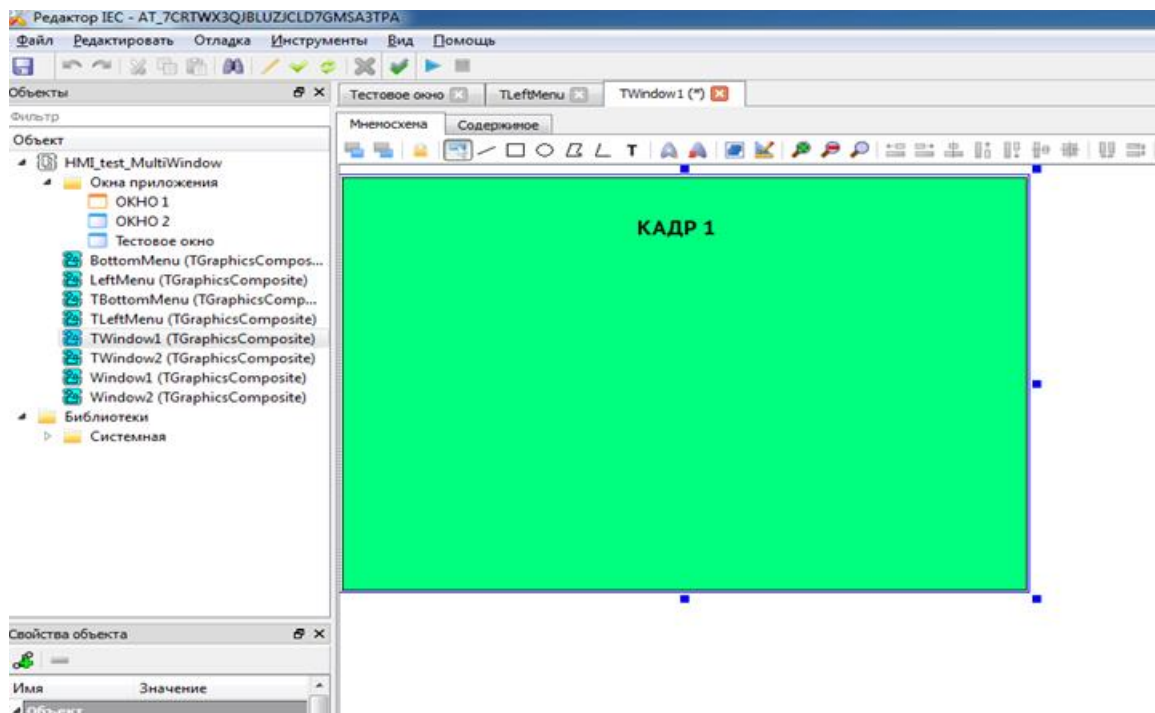 Редактор IEC - AT_7CRTWX3QJBLUZJCLD7GMSA3TPA
Файл Редактировать Отладка Инструменты Вид Помощь
Объекты
Тестовое окно TLeftMenu TWindow1 (*)
Фильтр
Мнемосхема Содержимое
Объект
T
HMI_test_MultiWindow
Окна приложения
ОКНО 1
ОКНО 2
Тестовое окно
BottomMenu (TGraphicsCompos...
LeftMenu (TGraphicsComposite)
TBottomMenu (TGraphicsComp...
TLeftMenu (TGraphicsComposite)
TWindow1 (TGraphicsComposite)
TWindow2 (TGraphicsComposite)
Window1 (TGraphicsComposite)
Window2 (TGraphicsComposite)
Библиотеки
Системная
КАДР 1
Свойства объекта
Имя Значение
Объект